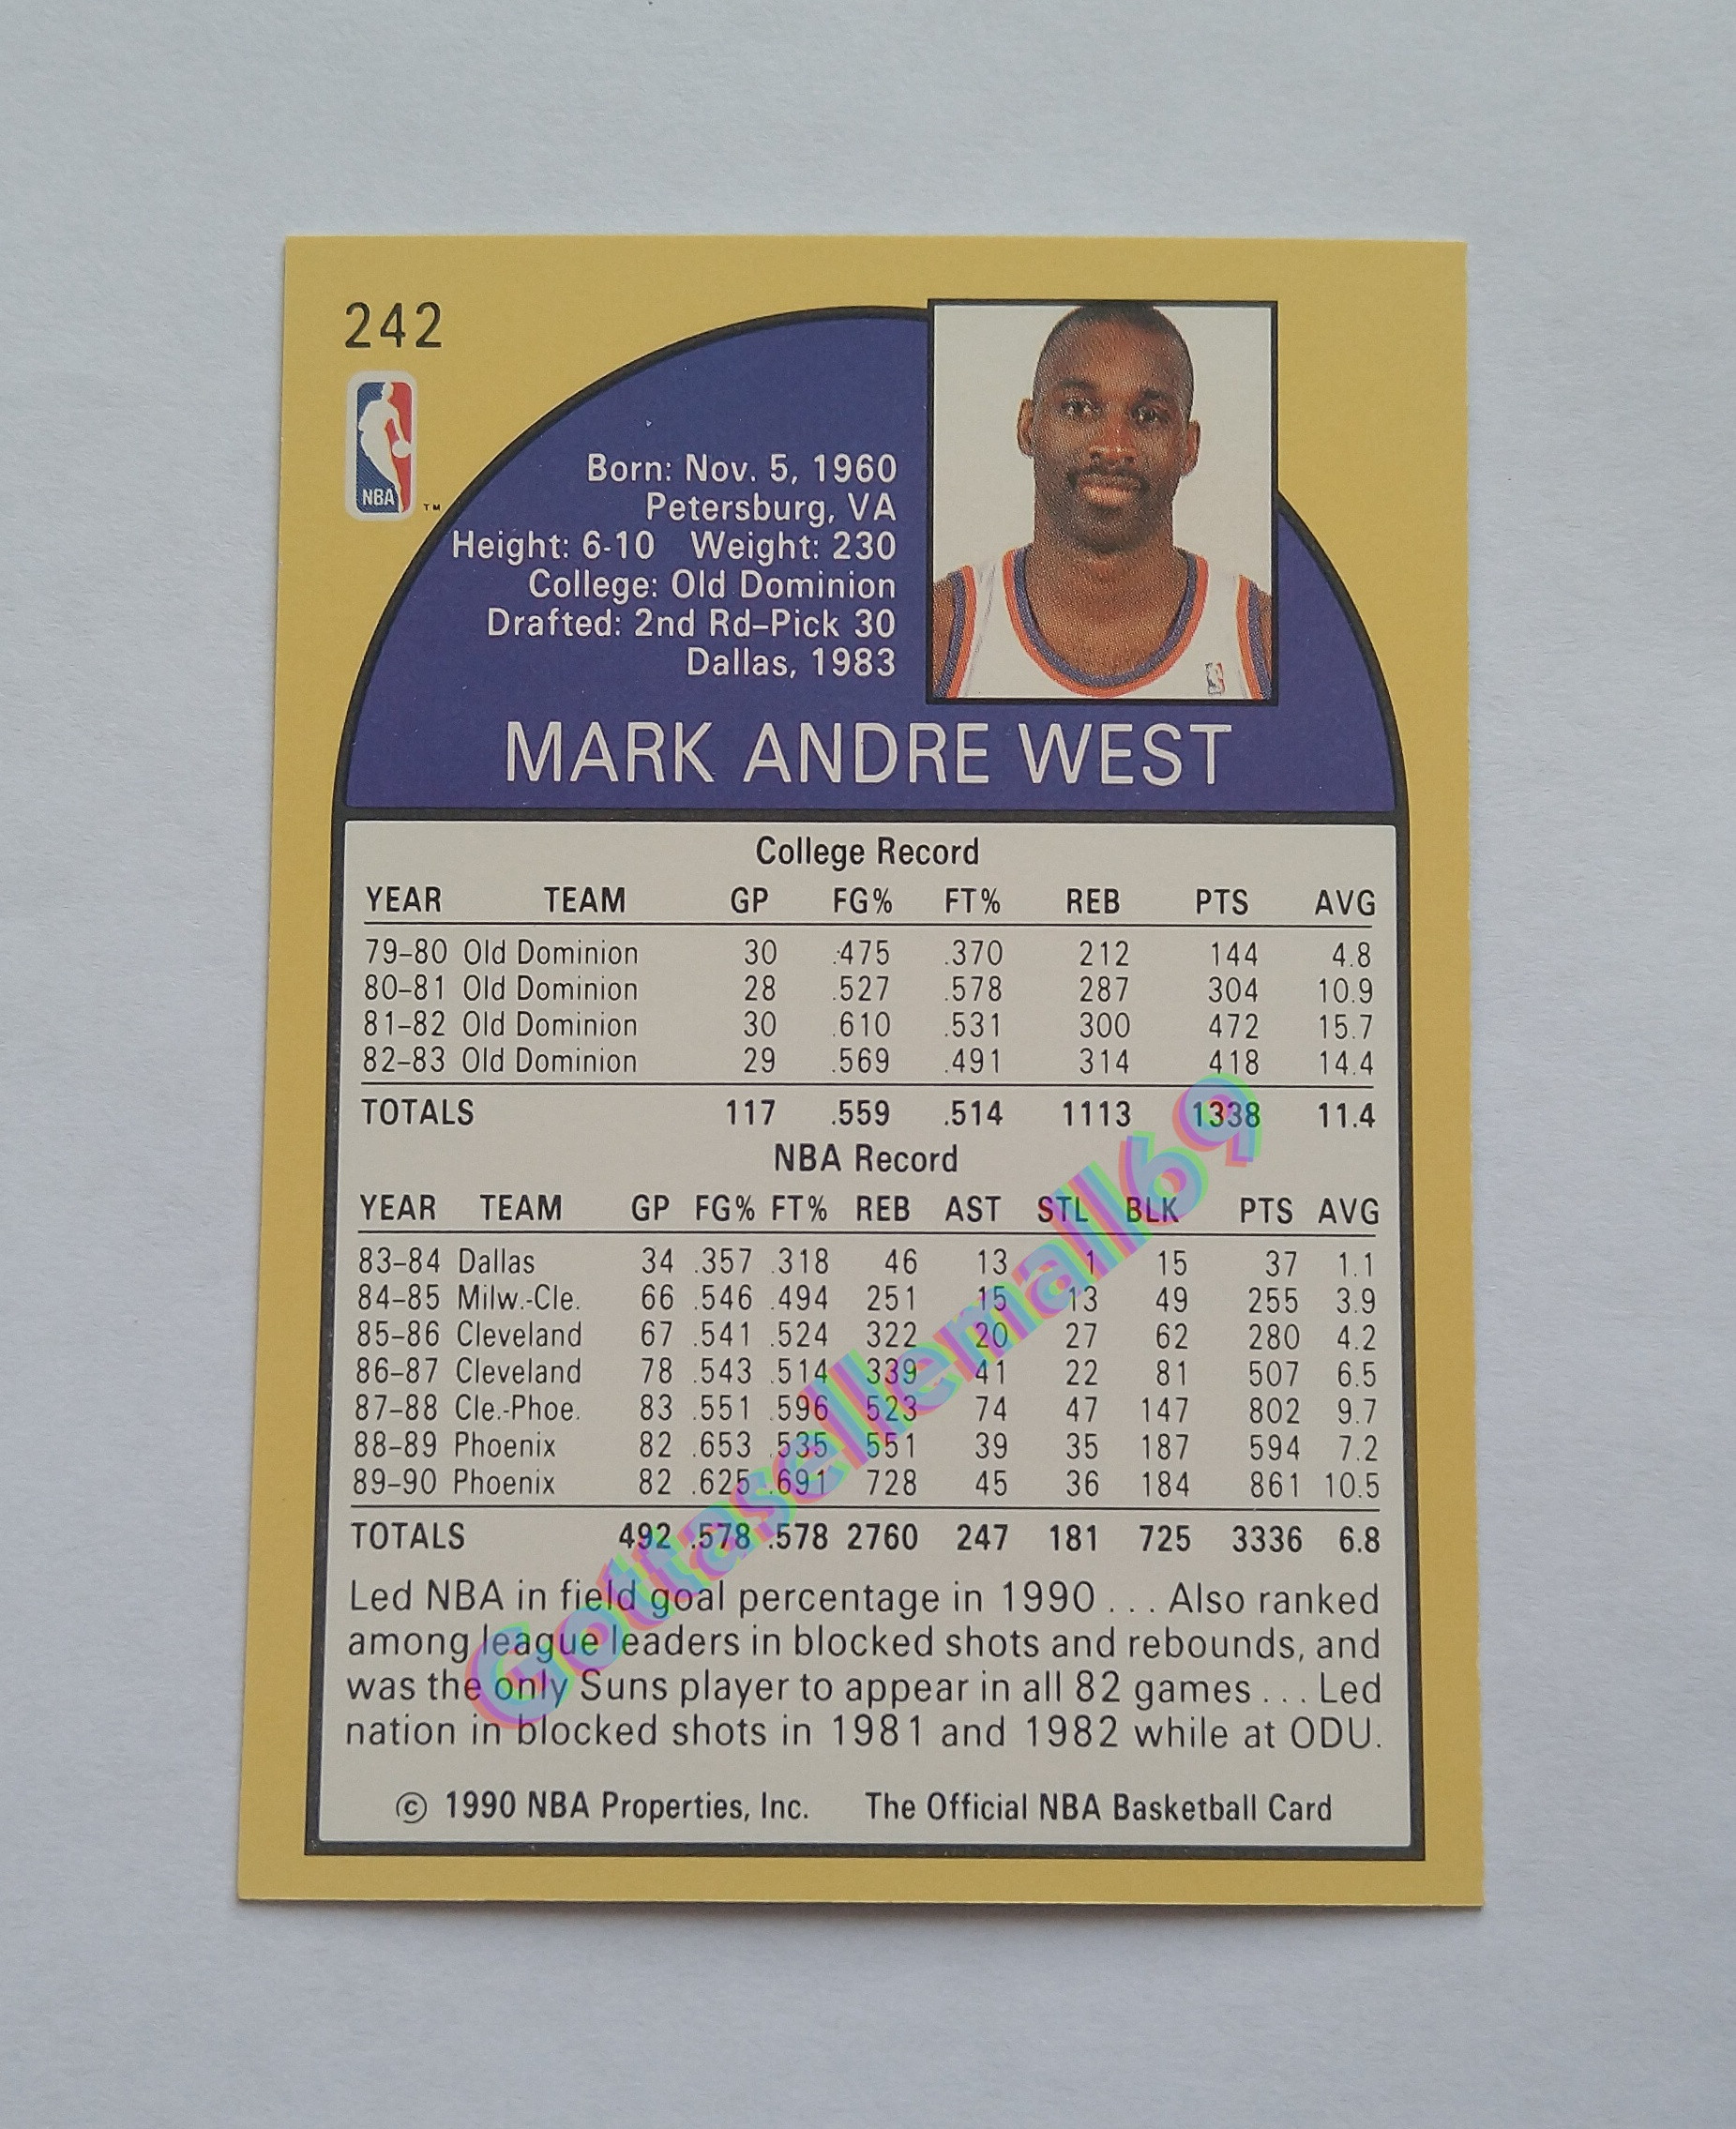 242
NBA
™
Born: Nov. 5, 1960
Petersburg, VA
Height: 6-10 Weight: 230
College: Old Dominion
Drafted: 2nd Rd–Pick 30
Dallas, 1983
MARK ANDRE WEST
College Record
YEAR TEAM GP FG% FT% REB PTS AVG
79–80 Old Dominion 30 .475 .370 212 144 4.8
80–81 Old Dominion 28 .527 .578 287 304 10.9
81–82 Old Dominion 30 .610 .531 300 472 15.7
82–83 Old Dominion 29 .569 .491 314 418 14.4
TOTALS 117 .559 .514 1113 1338 11.4
NBA Record
YEAR TEAM GP FG% FT% REB AST STL BLK PTS AVG
83–84 Dallas 34 .357 .318 46 13 1 15 37 1.1
84–85 Milw.-Cle. 66 .546 .494 251 15 13 49 255 3.9
85–86 Cleveland 67 .541 .524 322 20 27 62 280 4.2
86–87 Cleveland 78 .543 .514 339 41 22 81 507 6.5
87–88 Cle.-Phoe. 83 .551 .596 523 74 47 147 802 9.7
88–89 Phoenix 82 .653 .535 551 39 35 187 594 7.2
89–90 Phoenix 82 .625 .691 728 45 36 184 861 10.5
TOTALS 492 .578 .578 2760 247 181 725 3336 6.8
Led NBA in field goal percentage in 1990 . . . Also ranked
among league leaders in blocked shots and rebounds, and
was the only Suns player to appear in all 82 games . . . Led
nation in blocked shots in 1981 and 1982 while at ODU.
© 1990 NBA Properties, Inc. The Official NBA Basketball Card
Gottasellemall69